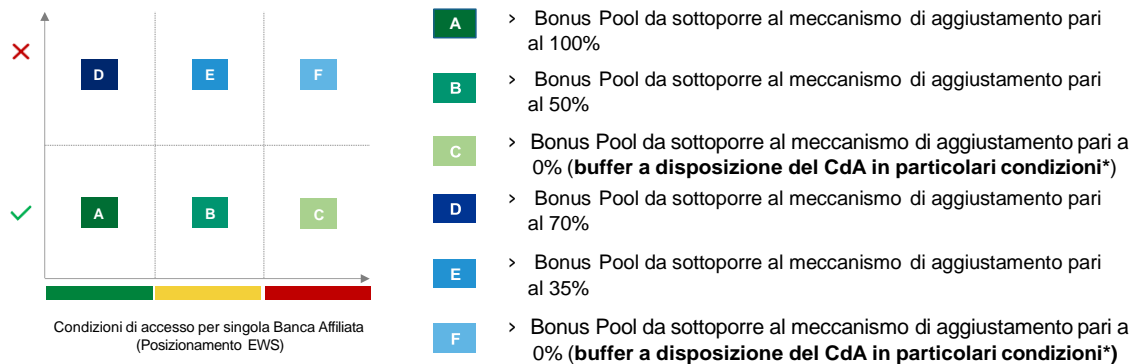 D
E
F
A
B
C
Condizioni di accesso per singola Banca Affiliata
(Posizionamento EWS)
A
› Bonus Pool da sottoporre al meccanismo di aggiustamento pari
al 100%
B
› Bonus Pool da sottoporre al meccanismo di aggiustamento pari
al 50%
C
› Bonus Pool da sottoporre al meccanismo di aggiustamento pari a
0% (buffer a disposizione del CdA in particolari condizioni*)
D
› Bonus Pool da sottoporre al meccanismo di aggiustamento pari
al 70%
E
› Bonus Pool da sottoporre al meccanismo di aggiustamento pari
al 35%
F
› Bonus Pool da sottoporre al meccanismo di aggiustamento pari a
0% (buffer a disposizione del CdA in particolari condizioni*)